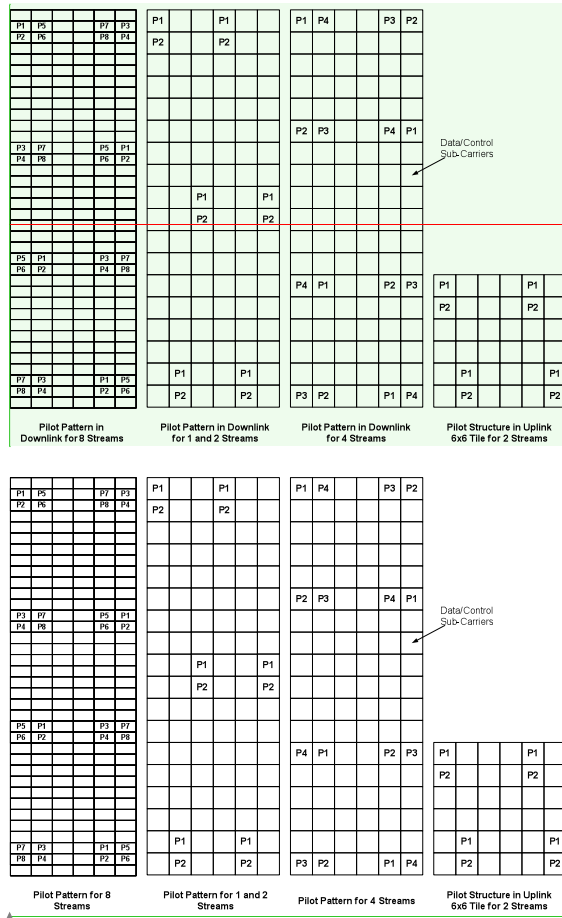 P1 P5 P7 P3
P2 P6 P8 P4
P3 P7 P5 P1
P4 P8 P6 P2
P5 P1 P3 P7
P6 P2 P4 P8
P7 P3 P1 P5
P8 P4 P2 P6
Pilot Pattern in
Downlink for 8 Streams
P1 P1
P2 P2
P1 P1
P2 P2
P1 P1
P2 P2
Pilot Pattern in Downlink
for 1 and 2 Streams
P1 P4 P3 P2
P2 P3 P4 P1
P4 P1 P2 P3
P3 P2 P1 P4
Pilot Pattern in Downlink
for 4 Streams
Data/Control
Sub-Carriers
P1 P1
P2 P2
P1 P1
P2 P2
Pilot Structure in Uplink
6x6 Tile for 2 Streams
P1 P5 P7 P3
P2 P6 P8 P4
P3 P7 P5 P1
P4 P8 P6 P2
P5 P1 P3 P7
P6 P2 P4 P8
P7 P3 P1 P5
P8 P4 P2 P6
Pilot Pattern for 8
Streams
P1 P1
P2 P2
P1 P1
P2 P2
P1 P1
P2 P2
Pilot Pattern for 1 and 2
Streams
P1 P4 P3 P2
P2 P3 P4 P1
P4 P1 P2 P3
P3 P2 P1 P4
Pilot Pattern for 4 Streams
Data/Control
Sub-Carriers
P1 P1
P2 P2
P1 P1
P2 P2
Pilot Structure in Uplink
6x6 Tile for 2 Streams